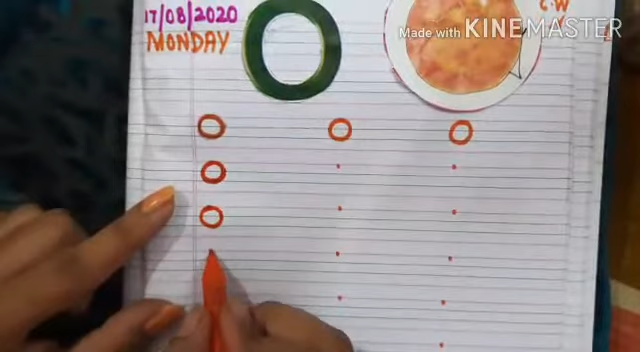 17/08/2020
MONDAY
O
C.W
Made with KINEMASTER
O O O
O
O